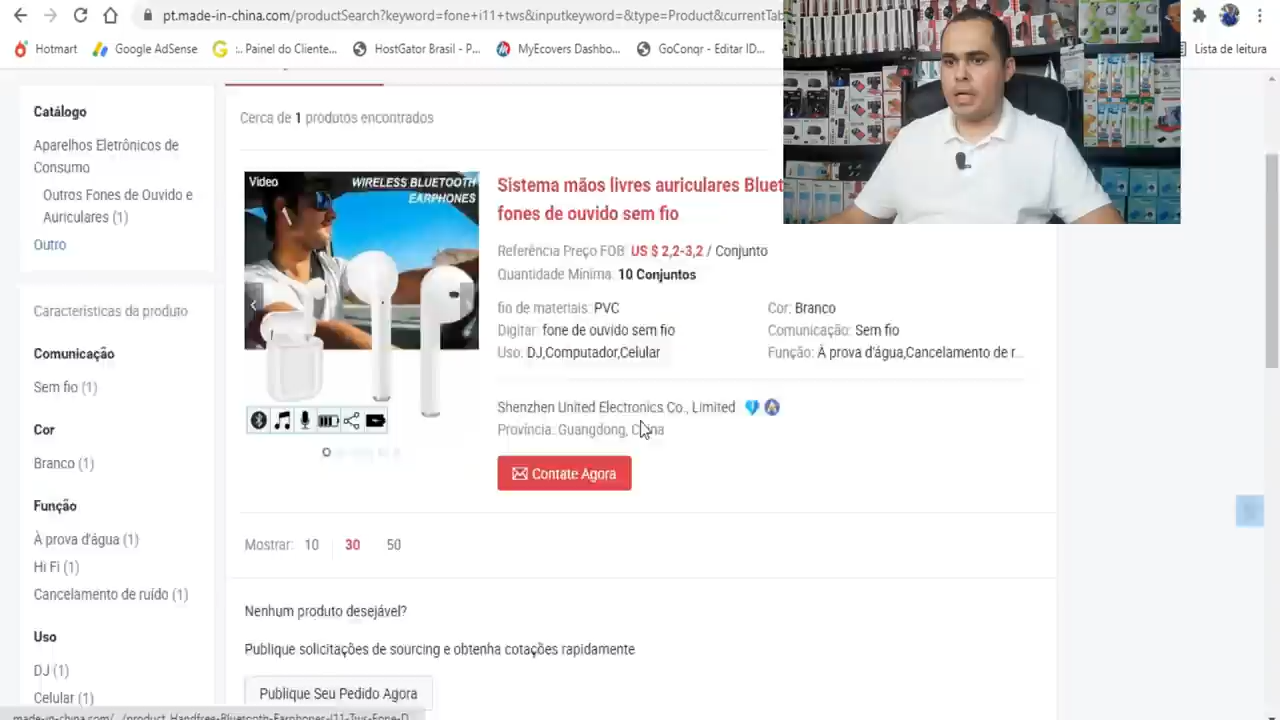 pt.made-in-china.com/productSearch?keyword=fone+i11+tws&inputkeyword=&type=Product&currentTab
Hotmart
Google AdSense
:. Painel do Cliente...
HostGator Brasil - P...
MyEcovers Dashbo...
GoConqr - Editar ID...
Lista de leitura
Catálogo
Aparelhos Eletrônicos de
Consumo
Outros Fones de Ouvido e
Auriculares (1)
Outro
Características da produto
Comunicação
Sem fio (1)
Cor
Branco (1)
Função
À prova d'água (1)
Hi Fi (1)
Cancelamento de ruído (1)
Uso
DJ (1)
Celular (1)
Cerca de 1 produtos encontrados
Video
WIRELESS BLUETOOTH
EARPHONES
Sistema mãos livres auriculares Bluet
fones de ouvido sem fio
Referência Preço FOB: US $ 2,2-3,2 / Conjunto
Quantidade Mínima: 10 Conjuntos
fio de materiais: PVC
Cor: Branco
Digitar: fone de ouvido sem fio
Comunicação: Sem fio
Uso: DJ,Computador,Celular
Função: À prova d'água,Cancelamento de r...
Shenzhen United Electronics Co., Limited
Província: Guangdong, China
Contate Agora
Mostrar: 10 30 50
Nenhum produto desejável?
Publique solicitações de sourcing e obtenha cotações rapidamente
Publique Seu Pedido Agora